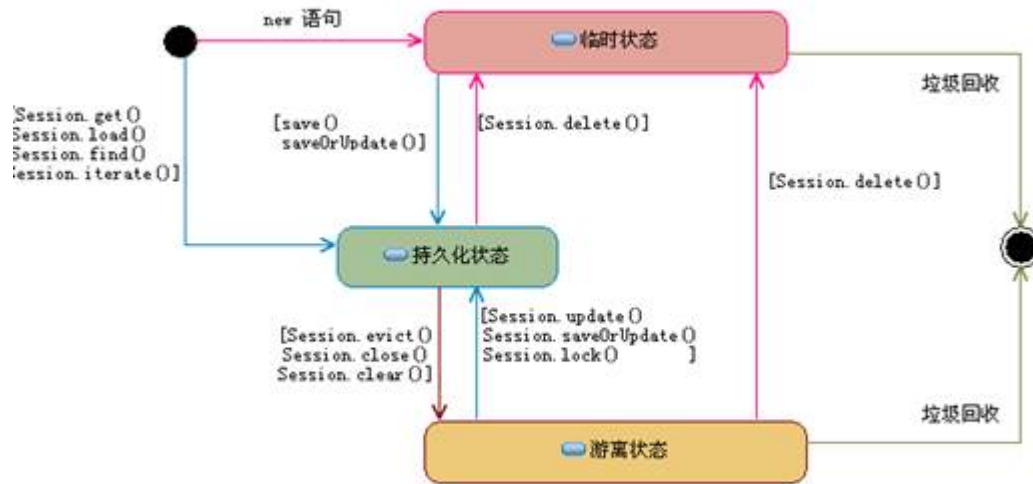 new 语句
临时状态
垃圾回收
[Session.get()
Session.load()
Session.find()
Session.iterate()]
[save()
saveOrUpdate()]
[Session.delete()]
[Session.delete()]
持久化状态
[Session.evict()
Session.close()
Session.clear()]
[Session.update()
Session.saveOrUpdate()
Session.lock() ]
垃圾回收
游离状态